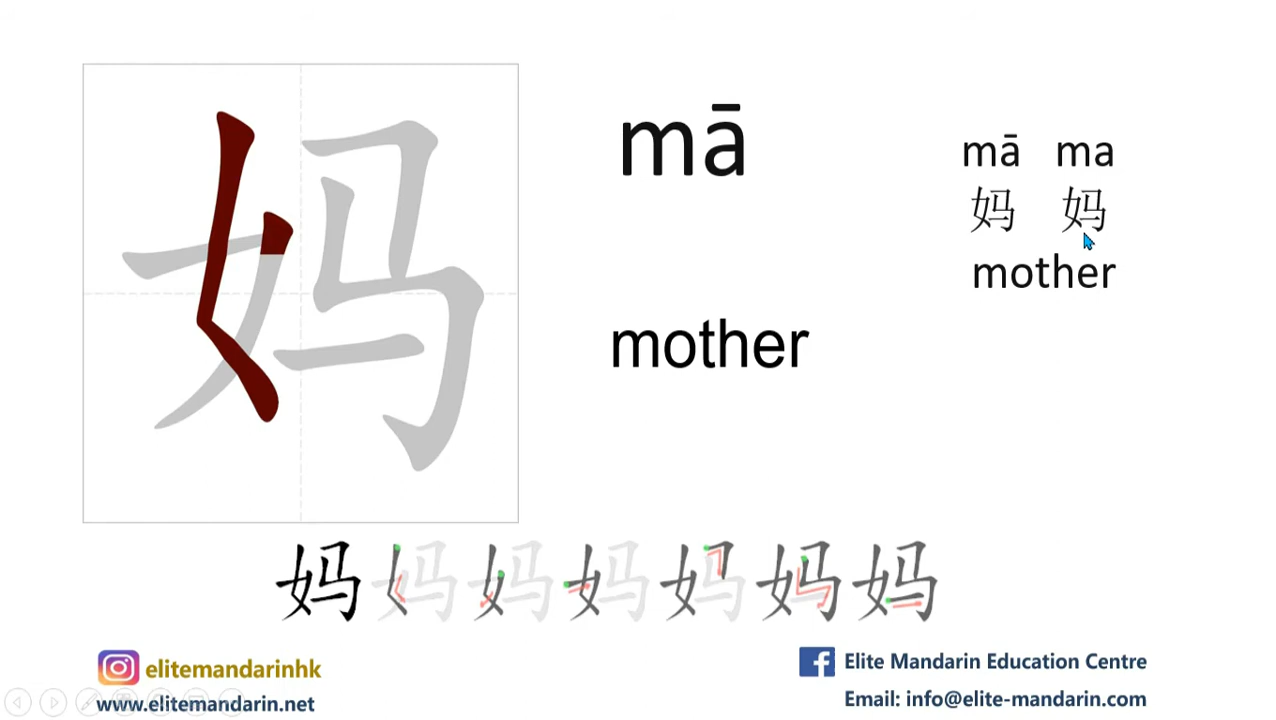 妈
mā
mā ma
妈 妈
mother
mother
妈 妈 妈 妈 妈 妈 妈
elitemandarinhk
www.elitemandarin.net
Elite Mandarin Education Centre
Email: info@elite-mandarin.com